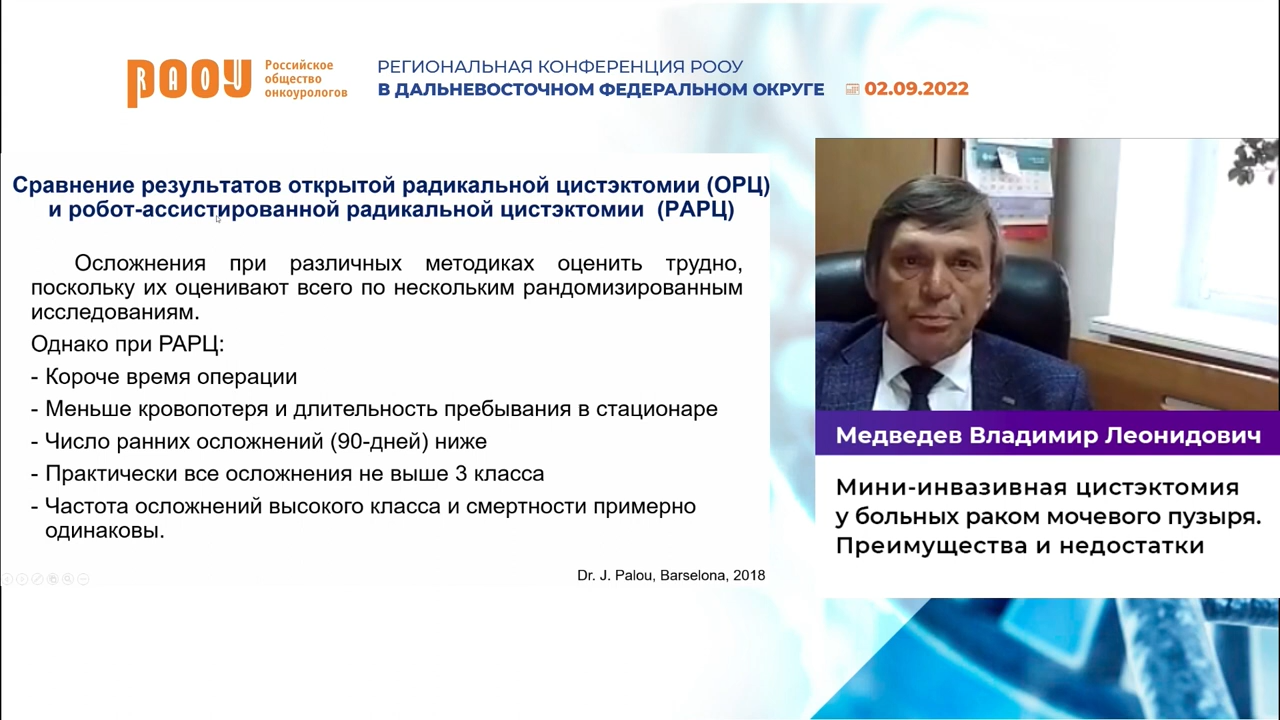 РООУ
RAOU
Российское
общество
онкоурологов
РЕГИОНАЛЬНАЯ КОНФЕРЕНЦИЯ РООУ
В ДАЛЬНЕВОСТОЧНОМ ФЕДЕРАЛЬНОМ ОКРУГЕ
02.09.2022
Сравнение результатов открытой радикальной цистэктомии (ОРЦ)
и робот-ассистированной радикальной цистэктомии (РАРЦ)
Осложнения при различных методиках оценить трудно,
поскольку их оценивают всего по нескольким рандомизированным
исследованиям.
Однако при РАРЦ:
- Короче время операции
- Меньше кровопотеря и длительность пребывания в стационаре
- Число ранних осложнений (90-дней) ниже
- Практически все осложнения не выше 3 класса
- Частота осложнений высокого класса и смертности примерно
одинаковы.
Dr. J. Palou, Barselona, 2018
Медведев Владимир Леонидович
Мини-инвазивная цистэктомия
у больных раком мочевого пузыря.
Преимущества и недостатки